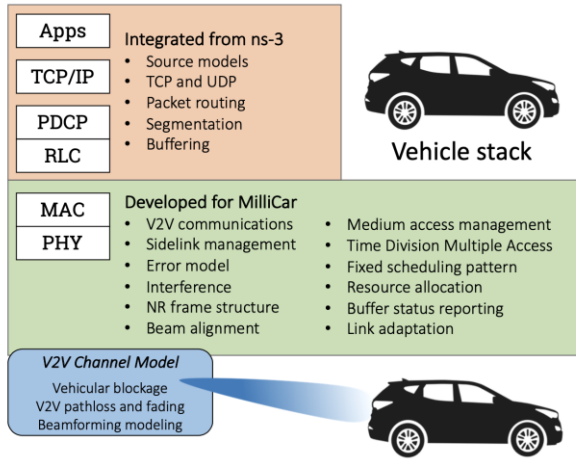 Apps
TCP/IP
PDCP
RLC
Integrated from ns-3
• Source models
• TCP and UDP
• Packet routing
• Segmentation
• Buffering
Vehicle stack
MAC
PHY
Developed for MilliCar
• V2V communications
• Sidelink management
• Error model
• Interference
• NR frame structure
• Beam alignment
• Medium access management
• Time Division Multiple Access
• Fixed scheduling pattern
• Resource allocation
• Buffer status reporting
• Link adaptation
V2V Channel Model
Vehicular blockage
V2V pathloss and fading
Beamforming modeling